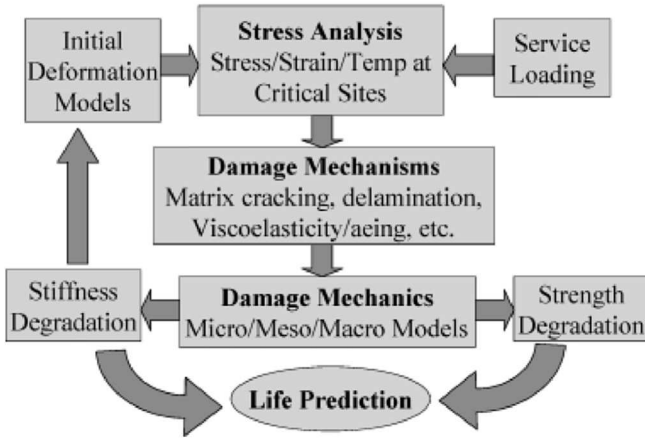 Initial
Deformation
Models
Stress Analysis
Stress/Strain/Temp at
Critical Sites
Service
Loading
Damage Mechanisms
Matrix cracking, delamination,
Viscoelasticity/aeing, etc.
Stiffness
Degradation
Damage Mechanics
Micro/Meso/Macro Models
Strength
Degradation
Life Prediction